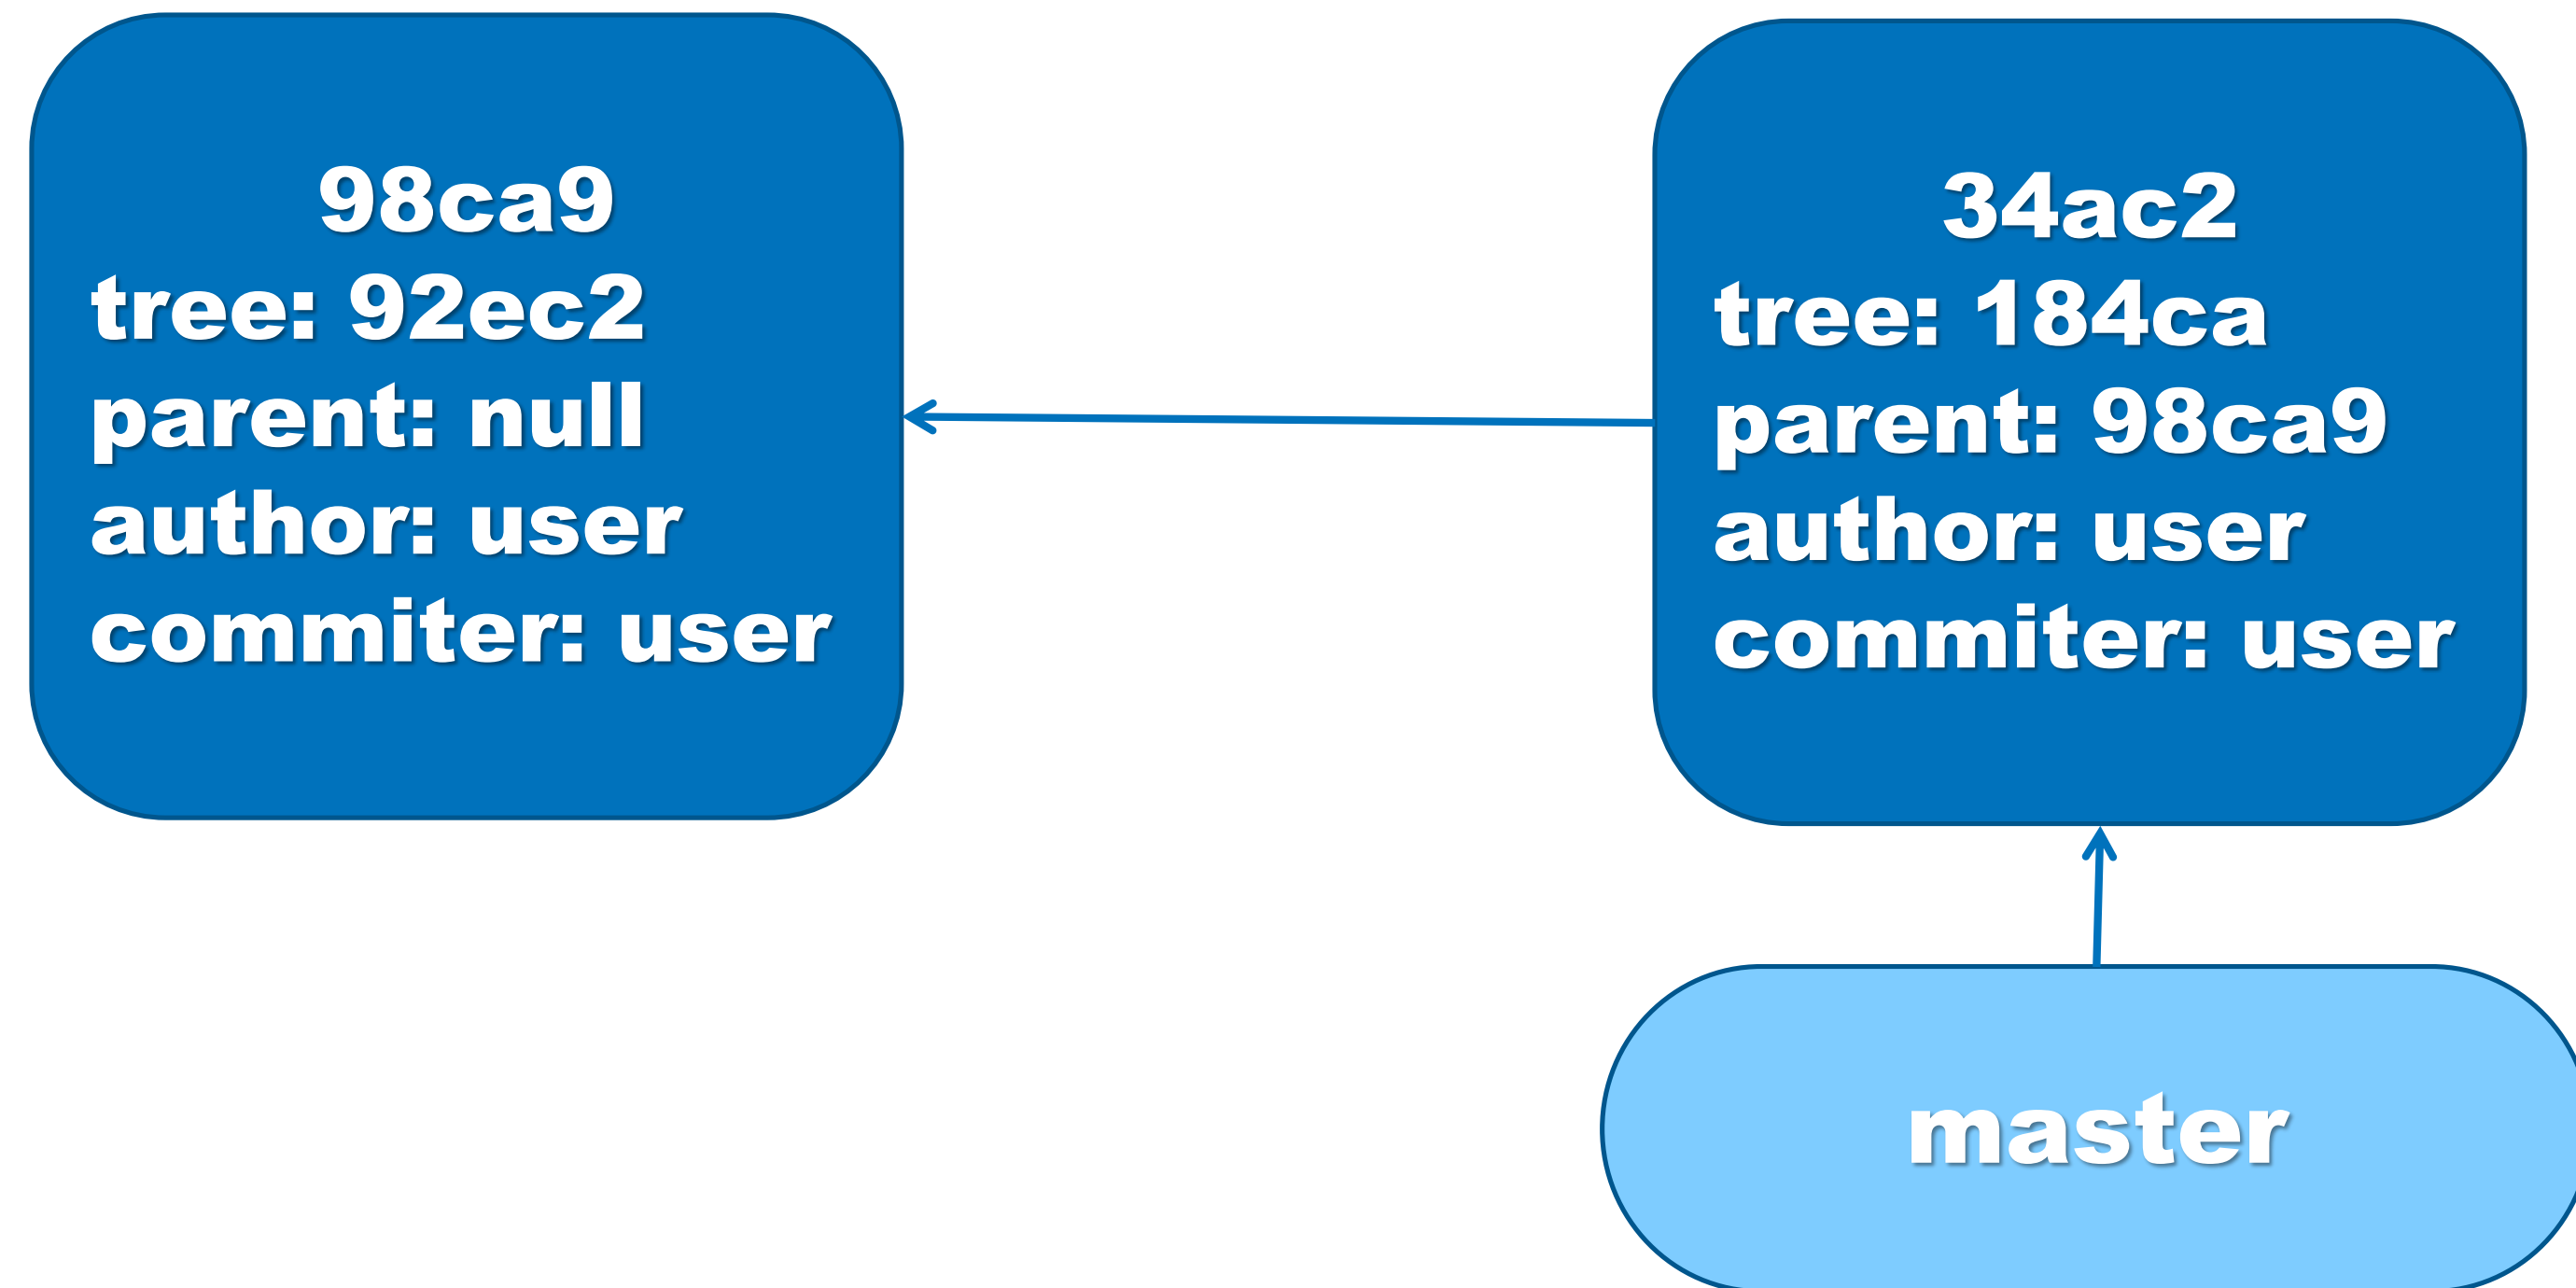 98ca9
tree: 92ec2
parent: null
author: user
commiter: user
34ac2
tree: 184ca
parent: 98ca9
author: user
commiter: user
master